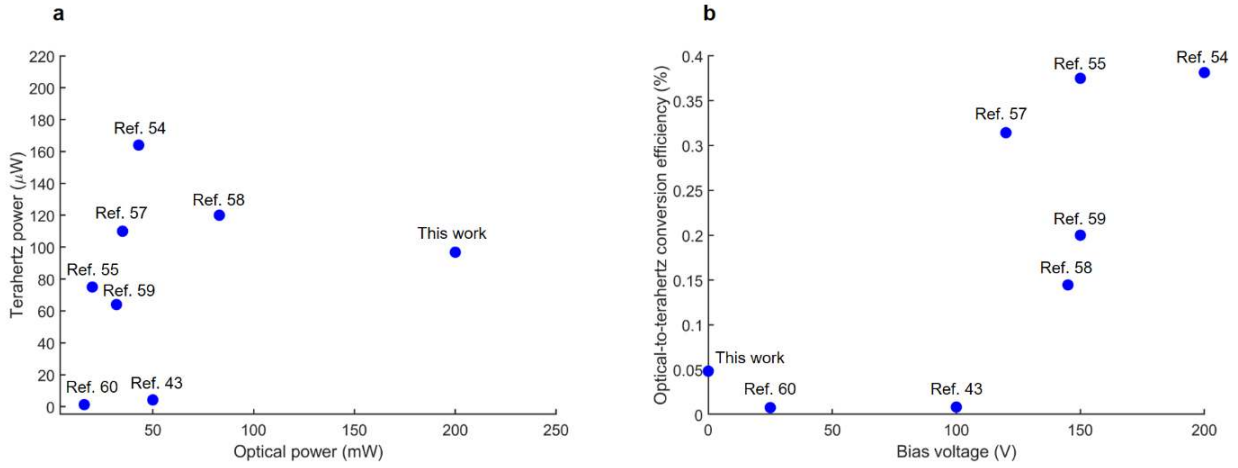 a
220
200
180
160
140
120
100
80
60
40
20
0
Terahertz power (µW)
Ref. 54
Ref. 58
Ref. 57
This work
Ref. 55
Ref. 59
Ref. 60
Ref. 43
50
100
150
200
250
Optical power (mW)
b
0.4
0.35
0.3
0.25
0.2
0.15
0.1
0.05
0
Optical-to-terahertz conversion efficiency (%)
Ref. 54
Ref. 55
Ref. 57
Ref. 59
Ref. 58
This work
Ref. 60
Ref. 43
0
50
100
150
200
Bias voltage (V)